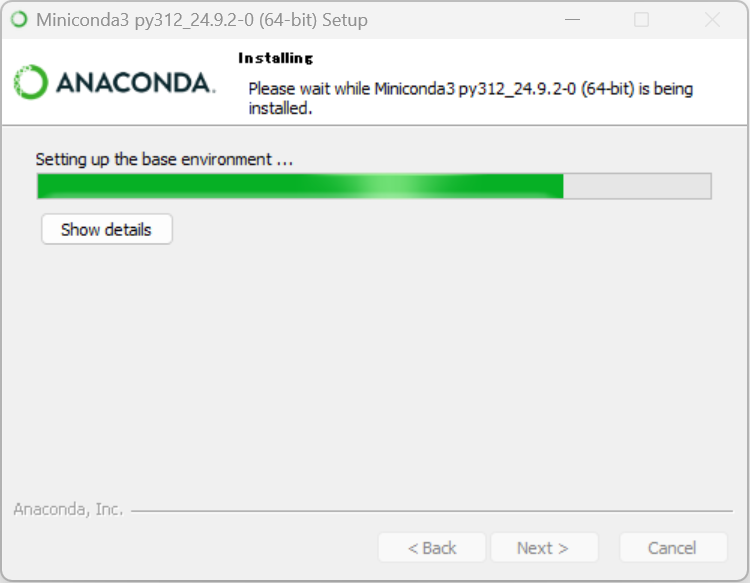 Miniconda3 py312_24.9.2-0 (64-bit) Setup
ANACONDA.
Installing
Please wait while Miniconda3 py312_24.9.2-0 (64-bit) is being
installed.
Setting up the base environment ...
Show details
Anaconda, Inc.
< Back
Next >
Cancel